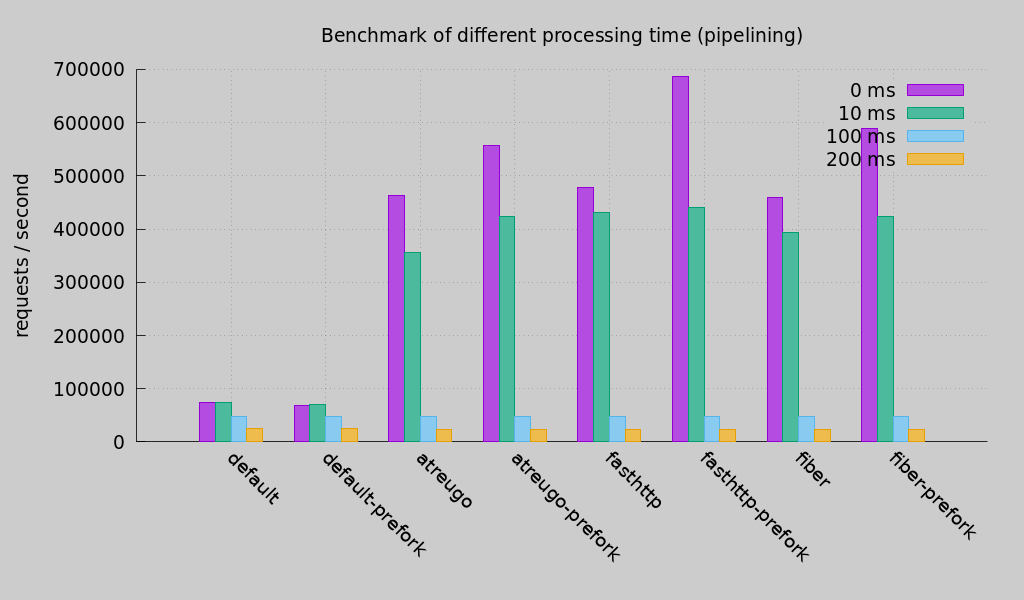 Benchmark of different processing time (pipelining)
700000
600000
500000
400000
300000
200000
100000
0
requests / second
0 ms
10 ms
100 ms
200 ms
default
default-prefork
atreugo
atreugo-prefork
fasthttp
fasthttp-prefork
fiber
fiber-prefork